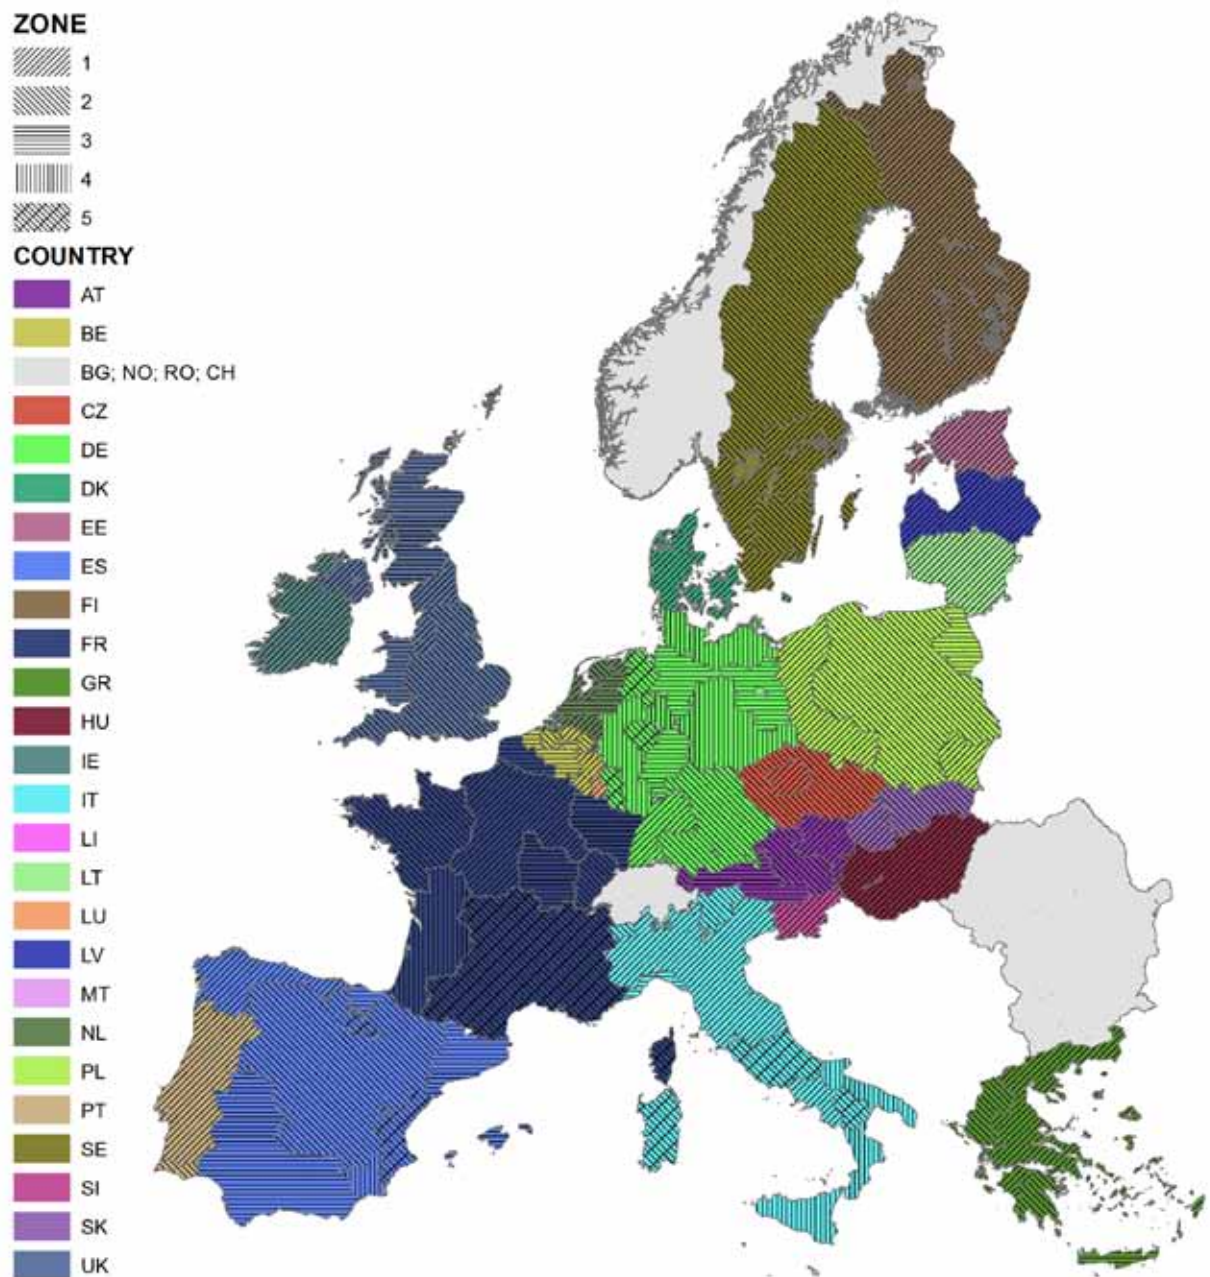 ZONE
1
2
3
4
5
COUNTRY
AT
BE
BG; NO; RO; CH
CZ
DE
DK
EE
ES
FI
FR
GR
HU
IE
IT
LI
LT
LU
LV
MT
NL
PL
PT
SE
SI
SK
UK